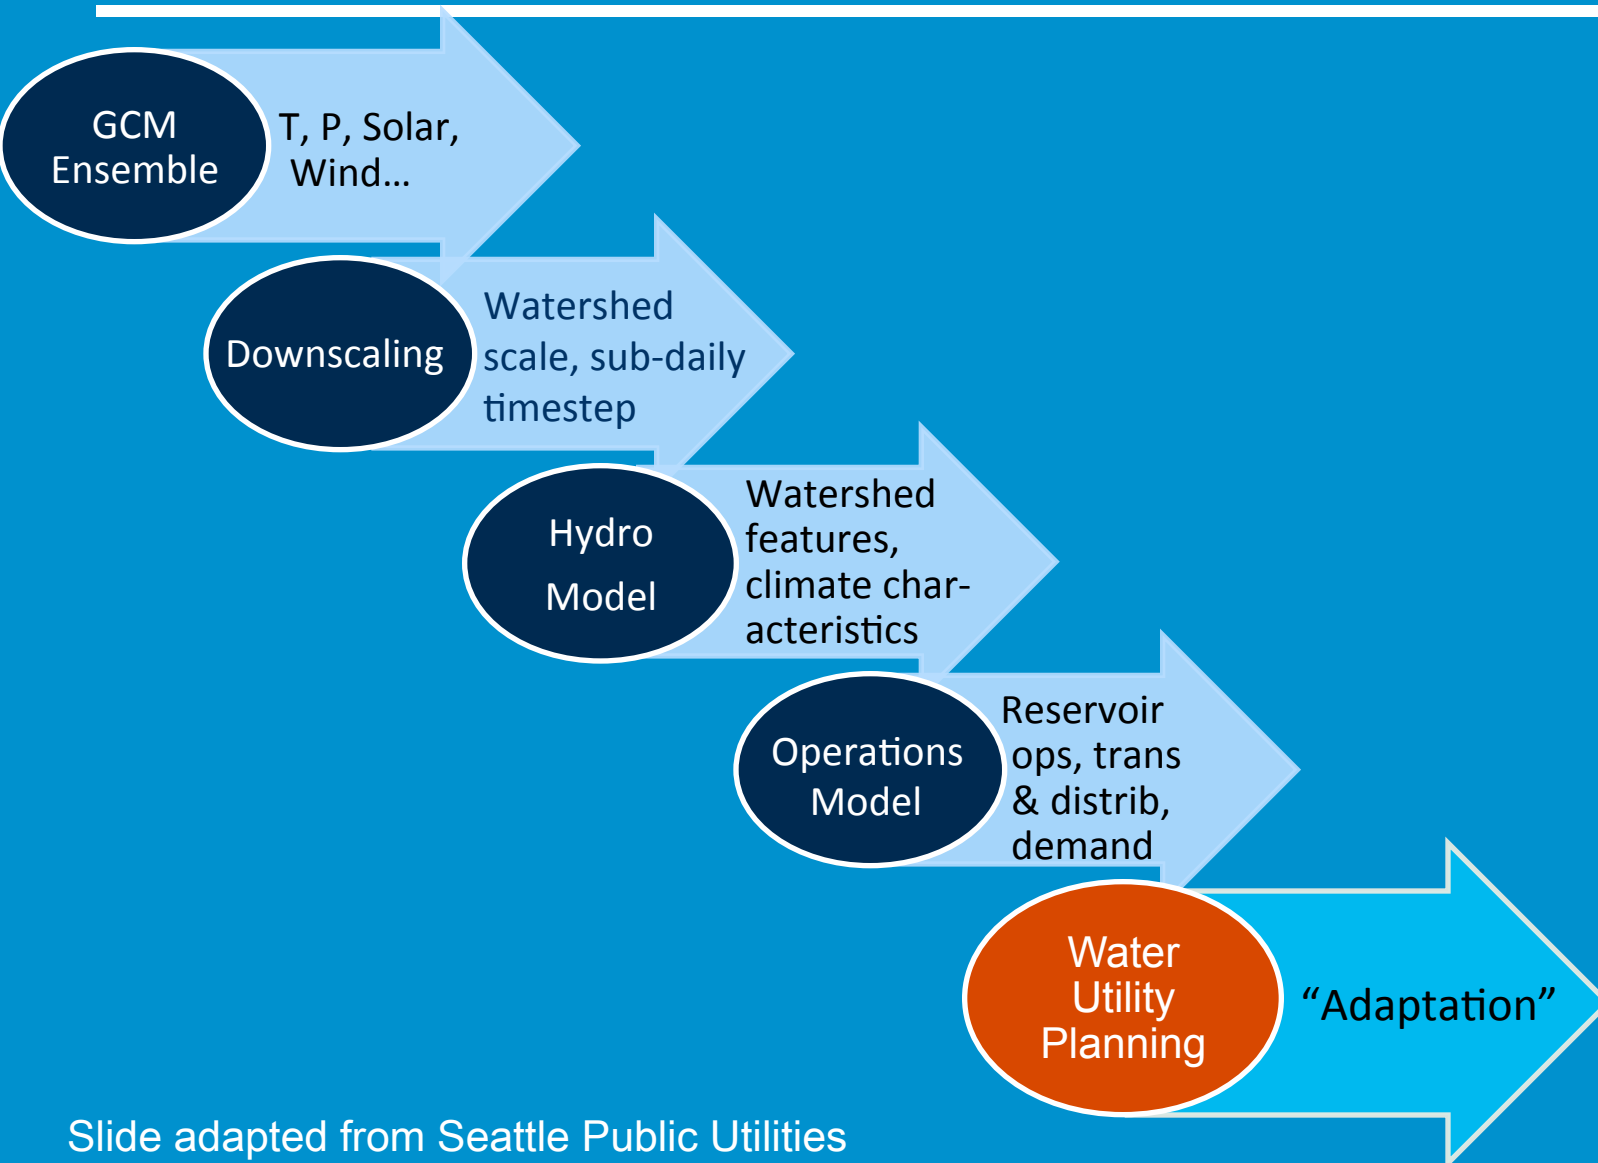 GCM
Ensemble
T, P, Solar,
Wind...
Downscaling
Watershed
scale, sub-daily
timestep
Hydro
Model
Watershed
features,
climate char-
acteristics
Operations
Model
Reservoir
ops, trans
& distrib,
demand
Water
Utility
Planning
“Adaptation”
Slide adapted from Seattle Public Utilities